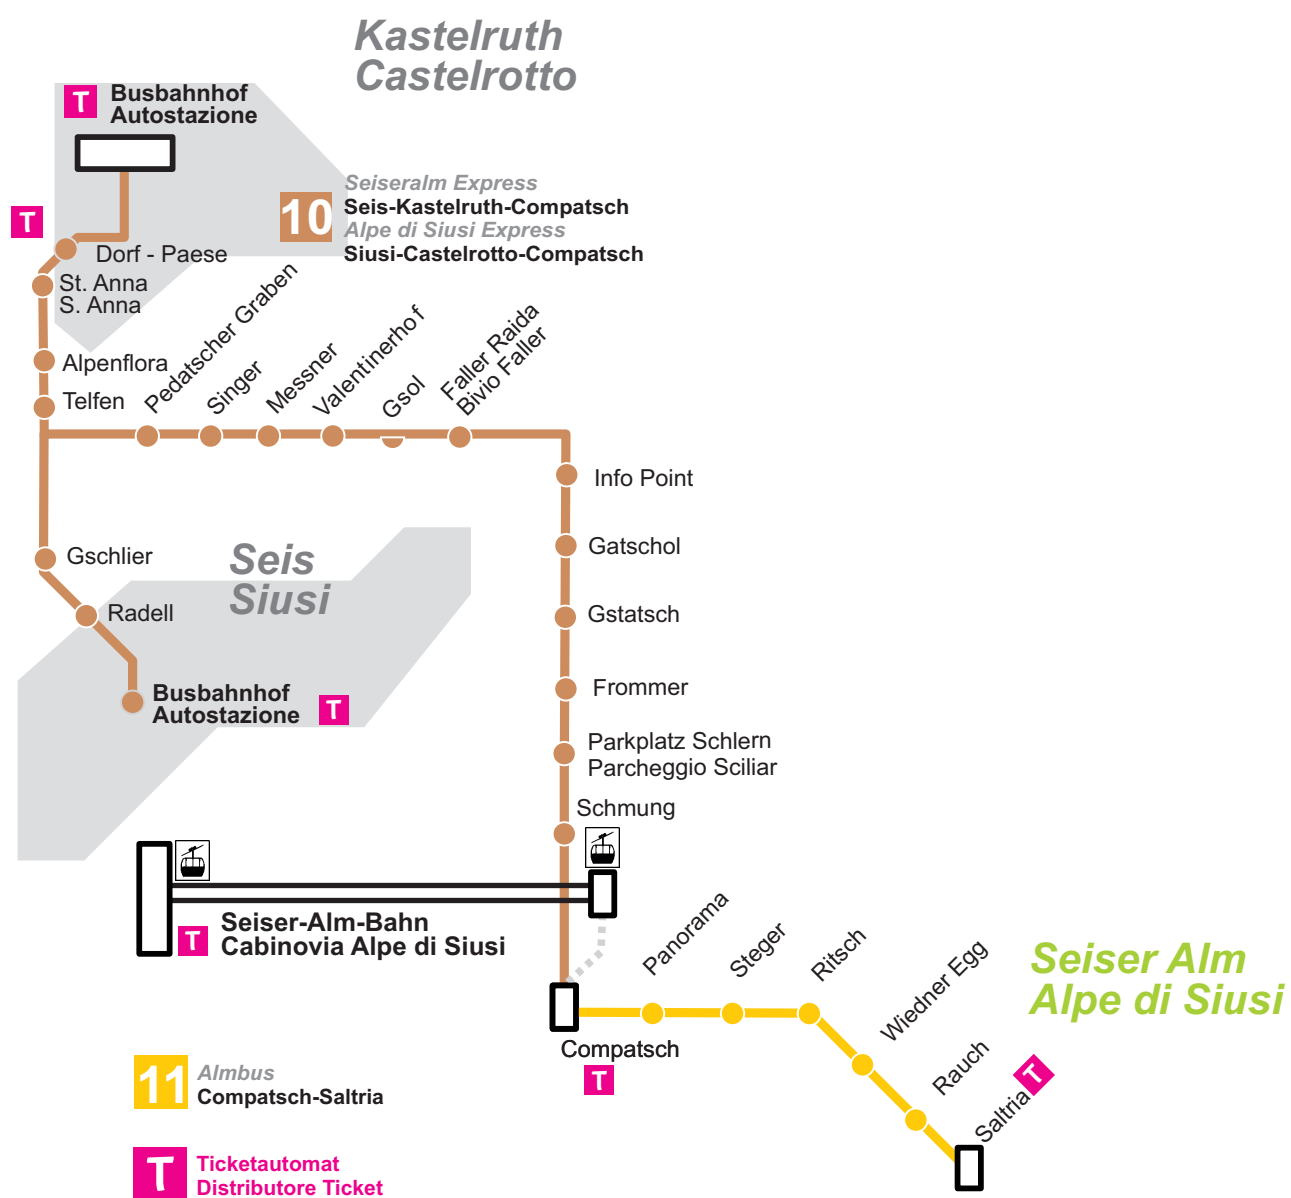 Kastelruth
Castelrotto
T
Busbahnhof
Autostazione
T
10
Seiseralm Express
Seis-Kastelruth-Compatsch
Alpe di Siusi Express
Siusi-Castelrotto-Compatsch
Dorf - Paese
St. Anna
S. Anna
Alpenflora
Telfen
Pedatscher Graben
Singer
Messner
Valentinerhof
Gsol
Faller Raida
Bivio Faller
Info Point
Gatschol
Gstatsch
Frommer
Parkplatz Schlern
Parcheggio Sciliar
Schmung
Gschlier
Seis
Siusi
Radell
Busbahnhof
Autostazione
T
T
Seiser-Alm-Bahn
Cabinovia Alpe di Siusi
Compatsch
T
Panorama
Steger
Ritsch
Wiedner Egg
Rauch
Saltria
T
Seiser Alm
Alpe di Siusi
11
Almbus
Compatsch-Saltria
T
Ticketautomat
Distributore Ticket